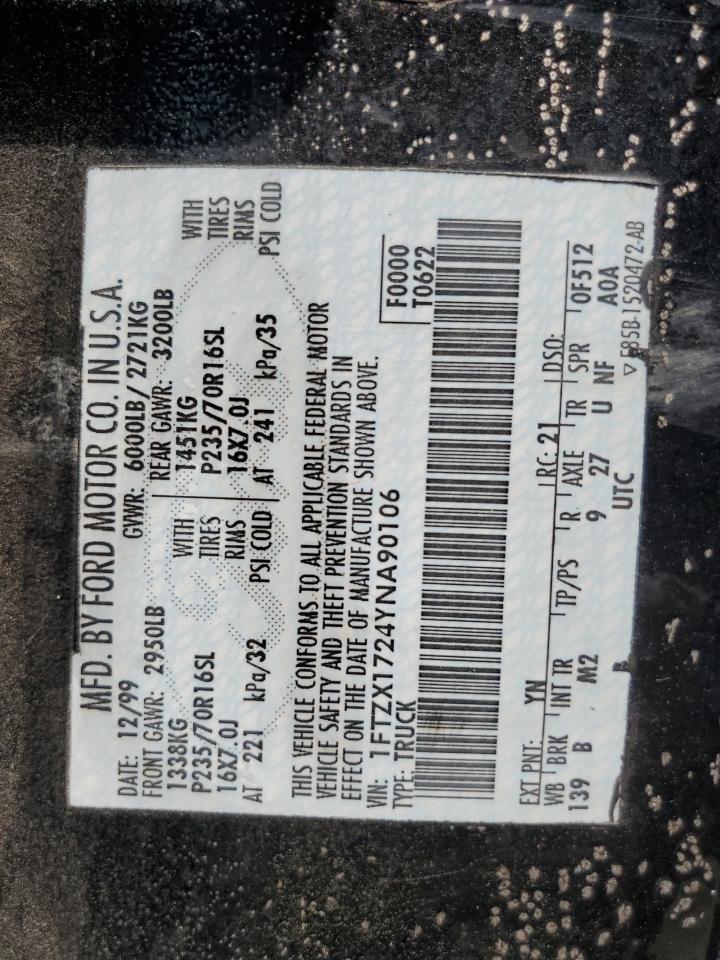 MFD. BY FORD MOTOR CO. IN U.S.A.
DATE: 12/99 GVWR: 6000LB/ 2721KG
FRONT GAWR: 2950LB REAR GAWR: 3200LB
1338KG WITH 1451KG WITH
P235/70R16SL TIRES P235/70R16SL TIRES
16X7.0J RIMS 16X7.0J RIMS
AT 221 kPa/32 PSI COLD AT 241 kPa/35 PSI COLD
THIS VEHICLE CONFORMS TO ALL APPLICABLE FEDERAL MOTOR
VEHICLE SAFETY AND THEFT PREVENTION STANDARDS IN
EFFECT ON THE DATE OF MANUFACTURE SHOWN ABOVE.
VIN: 1FTZX1724YNA90106 F0000
TYPE: TRUCK T0622
EXT PNT: YN RC: 21 DSO:
WB BRK INT TR TP/PS R AXLE TR SPR 0F512
139 B M2 9 27 U NF A0A
UTC
▽ F85B-1520472-AB